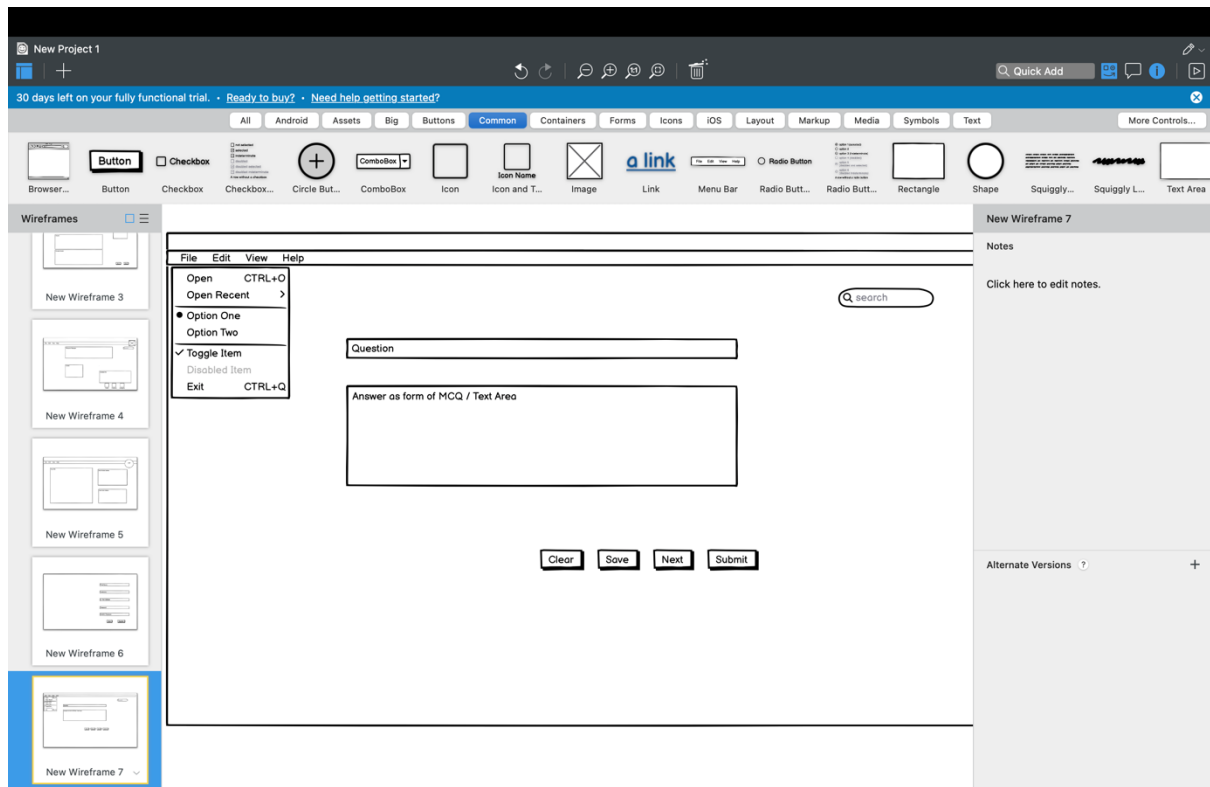 New Project 1
Quick Add
30 days left on your fully functional trial. • Ready to buy? • Need help getting started?
All Android Assets Big Buttons Common Containers Forms Icons iOS Layout Markup Media Symbols Text More Controls...
Button Checkbox ComboBox Icon Name a link File Edit View Help Radio Button
Browser... Button Checkbox Checkbox... Circle But... ComboBox Icon Icon and T... Image Link Menu Bar Radio Butt... Radio Butt... Rectangle Shape Squiggly... Squiggly L... Text Area
Wireframes
New Wireframe 3
New Wireframe 4
New Wireframe 5
New Wireframe 6
New Wireframe 7
File Edit View Help
Open CTRL+O
Open Recent >
Option One
Option Two
Toggle Item
Disabled Item
Exit CTRL+Q
search
Question
Answer as form of MCQ / Text Area
Clear Save Next Submit
New Wireframe 7
Notes
Click here to edit notes.
Alternate Versions ?